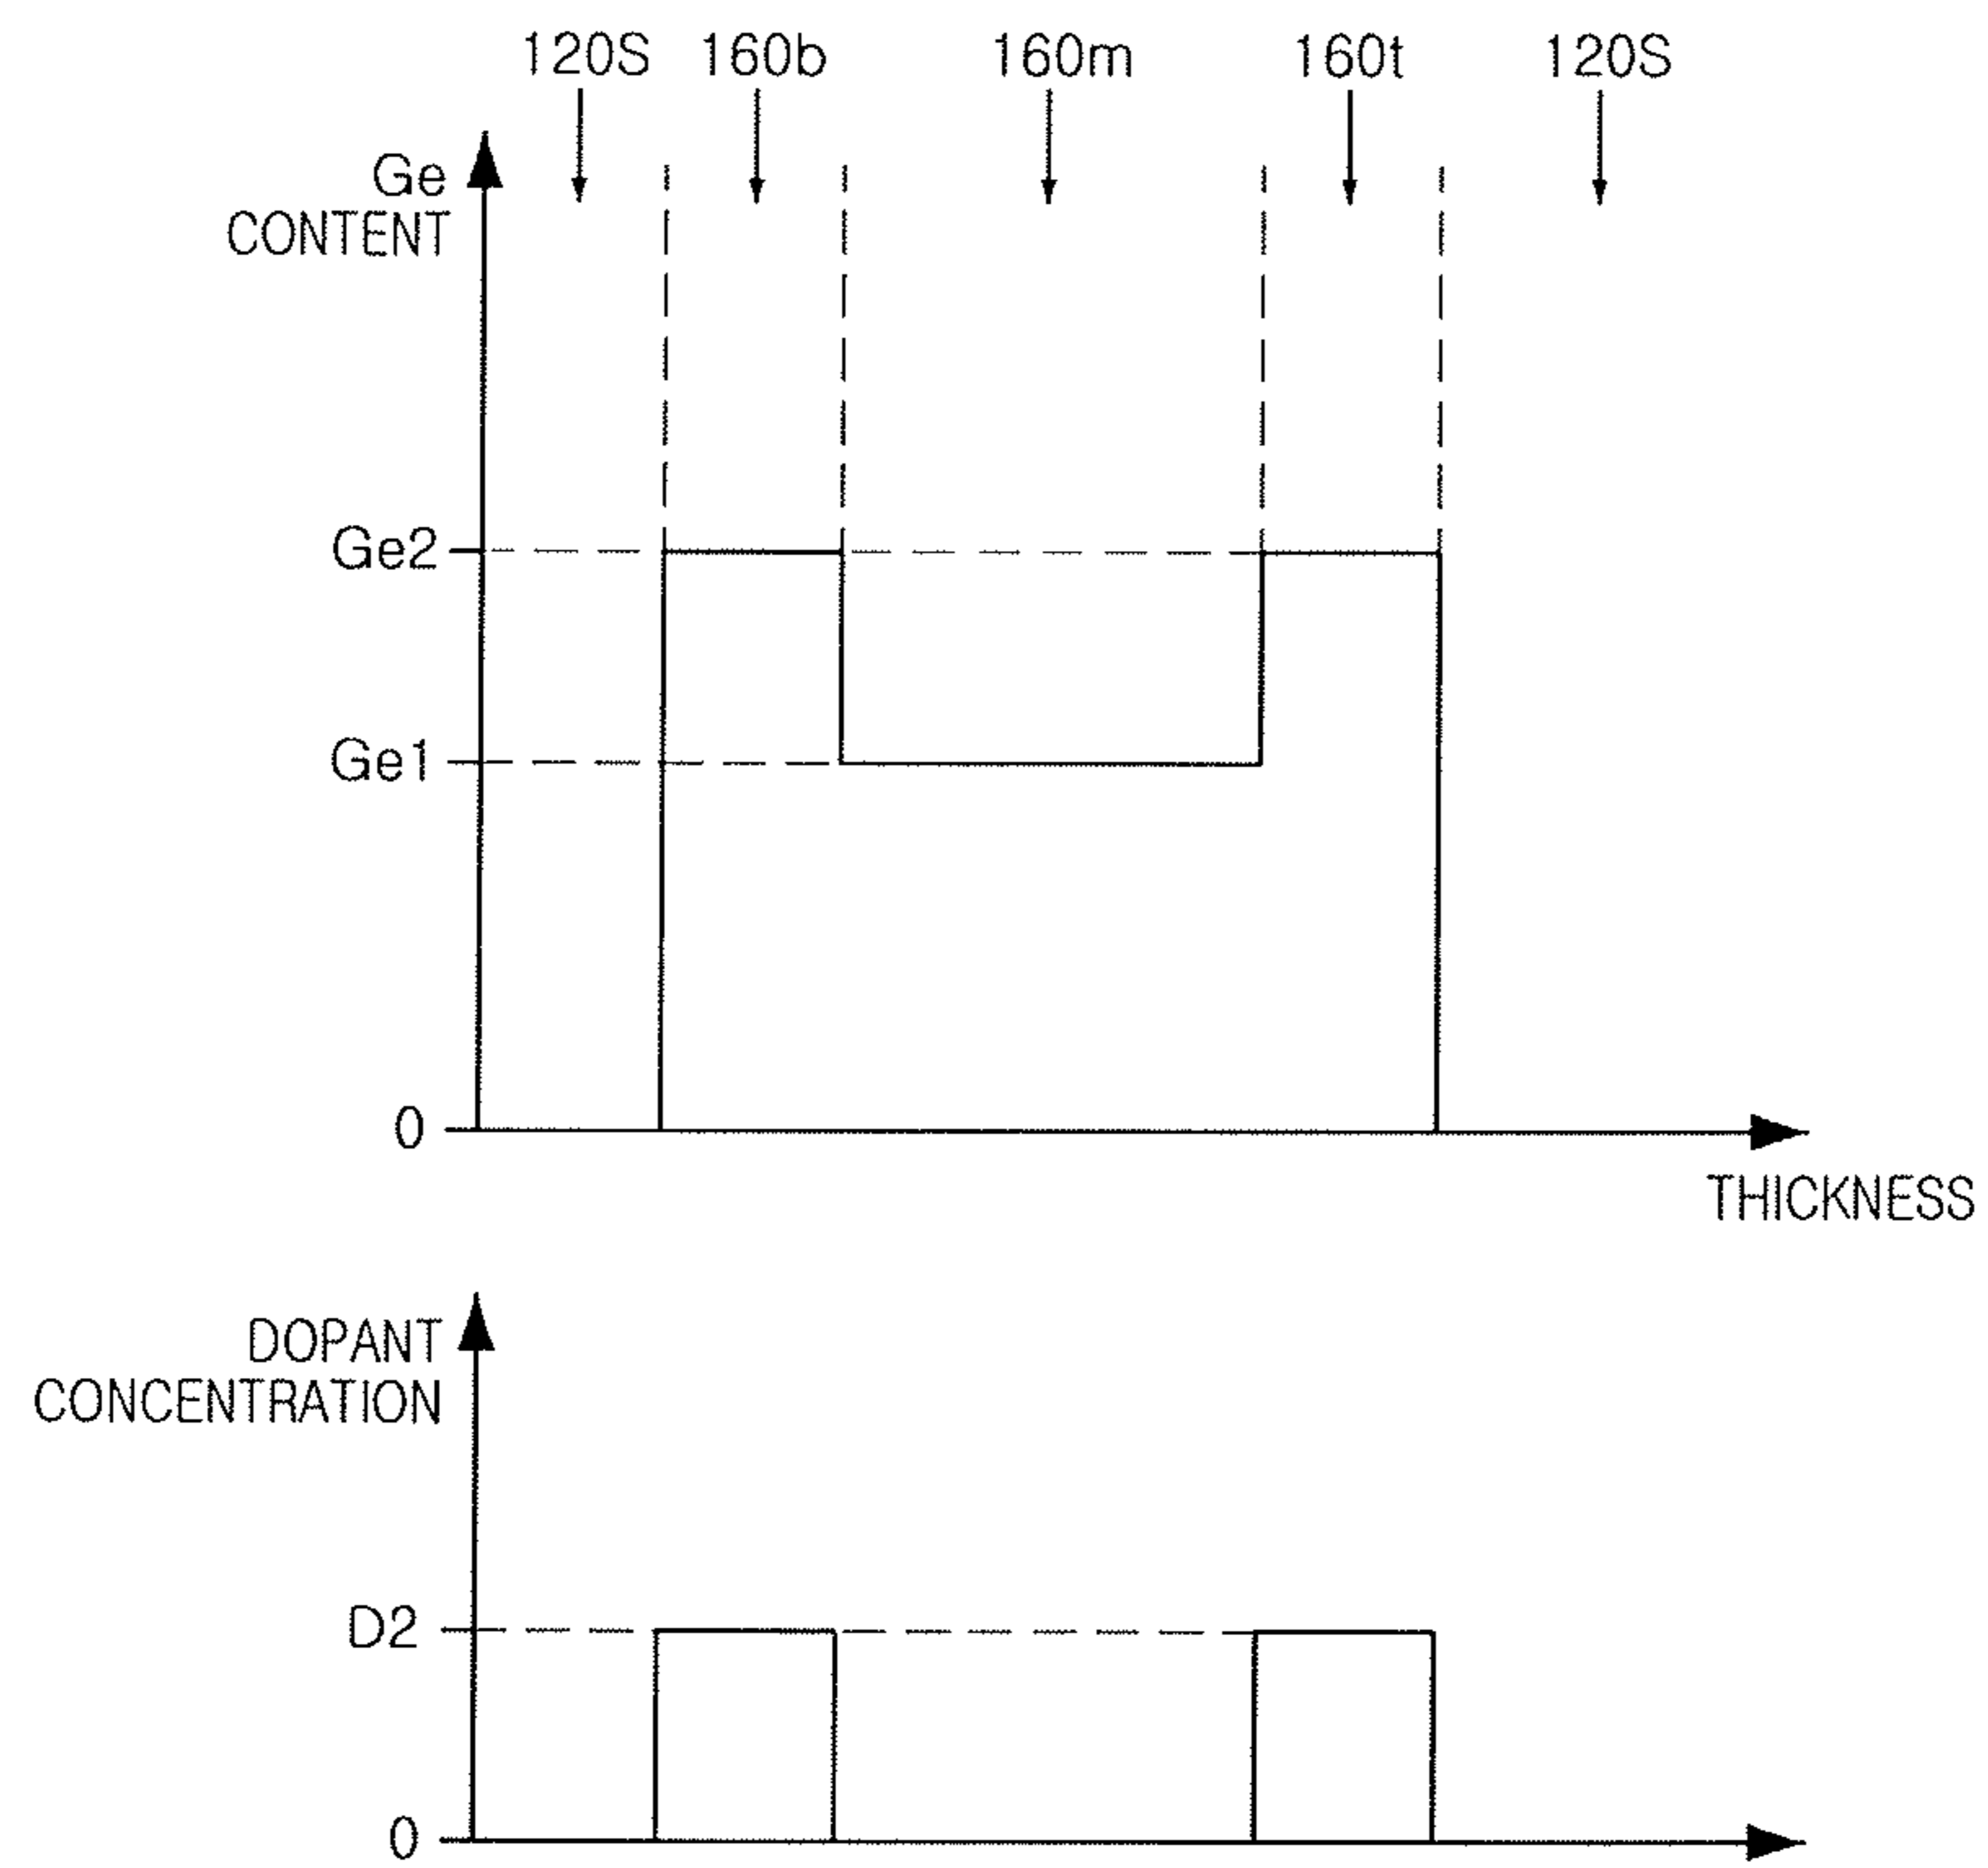 120S 160b 160m 160t 120S
Ge
CONTENT
Ge2
Ge1
0
THICKNESS
DOPANT
CONCENTRATION
D2
0